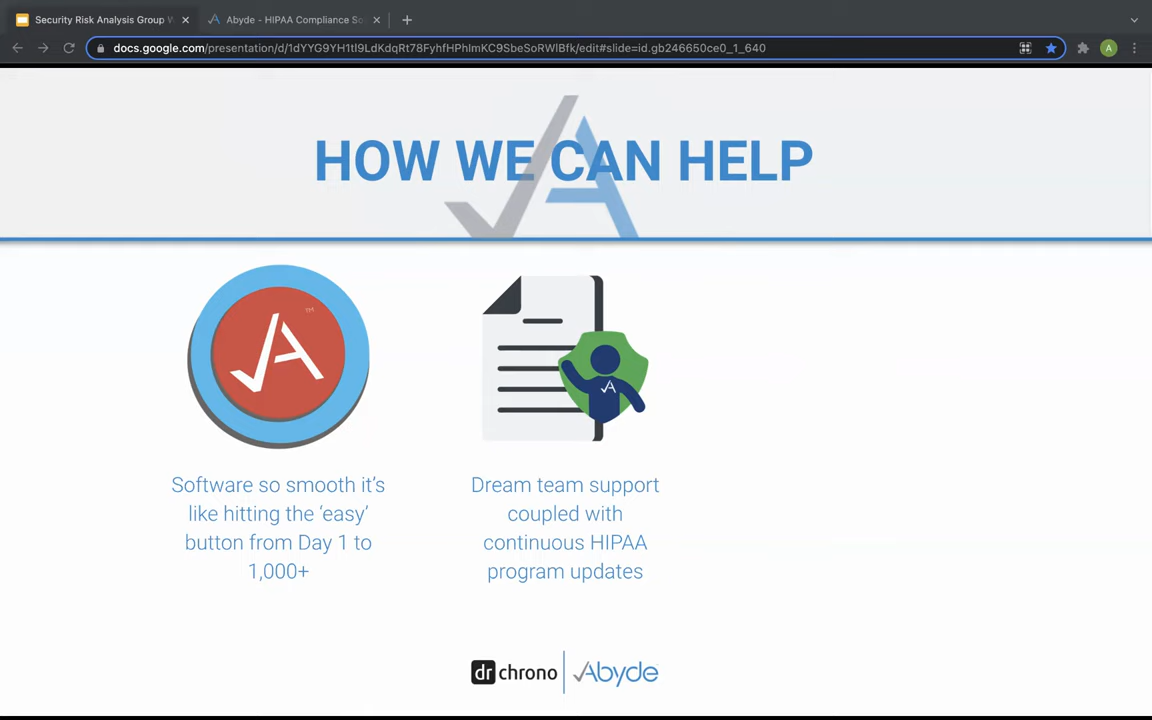 Security Risk Analysis Group W
Abyde - HIPAA Compliance So
docs.google.com/presentation/d/1dYYG9YH1tl9LdKdqRt78FyhfHPhImKC9SbeSoRWlBfk/edit#slide=id.gb246650ce0_1_640
A
HOW WE CAN HELP
TM
Software so smooth it's
like hitting the ‘easy’
button from Day 1 to
1,000+
Dream team support
coupled with
continuous HIPAA
program updates
dr chrono
Abyde